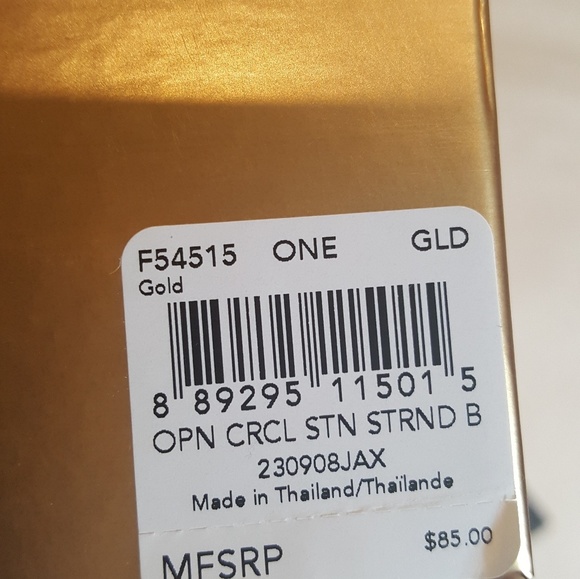 F54515 ONE GLD
Gold
8 89295 11501 5
OPN CRCL STN STRND B
230908JAX
Made in Thailand/Thaïlande
MFSRP $85.00